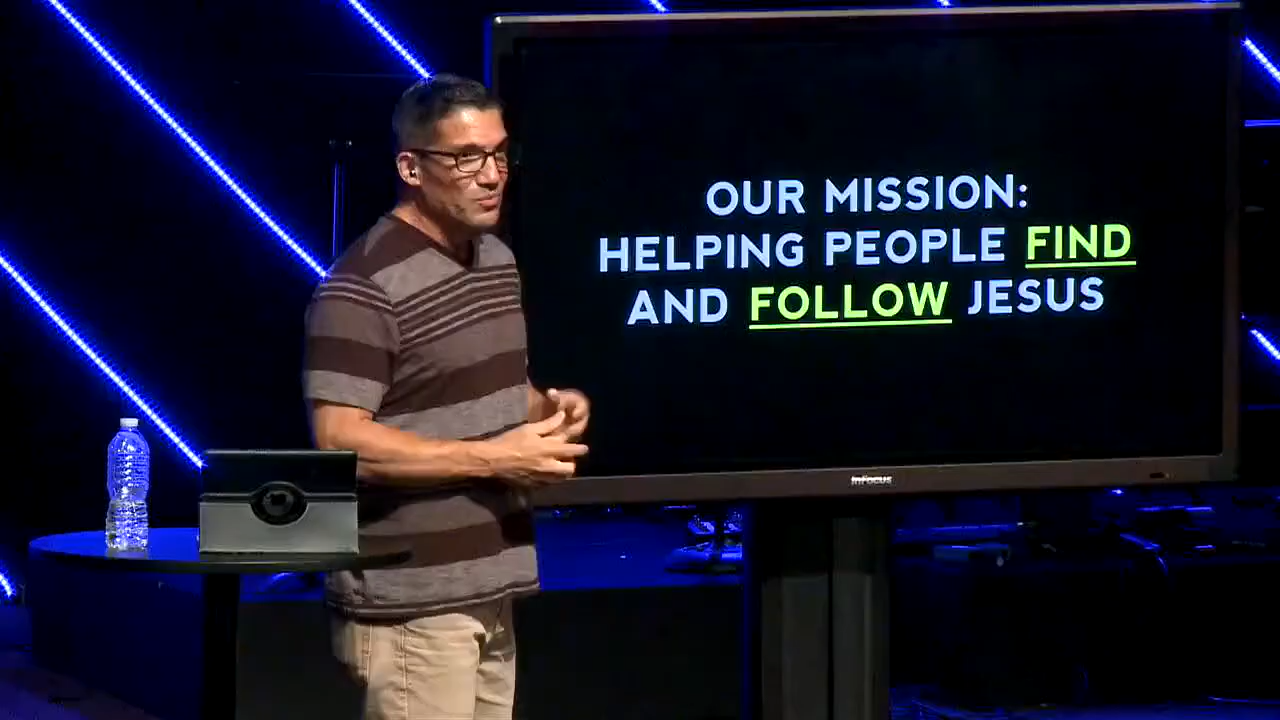 OUR MISSION:
HELPING PEOPLE FIND
AND FOLLOW JESUS
InFocus